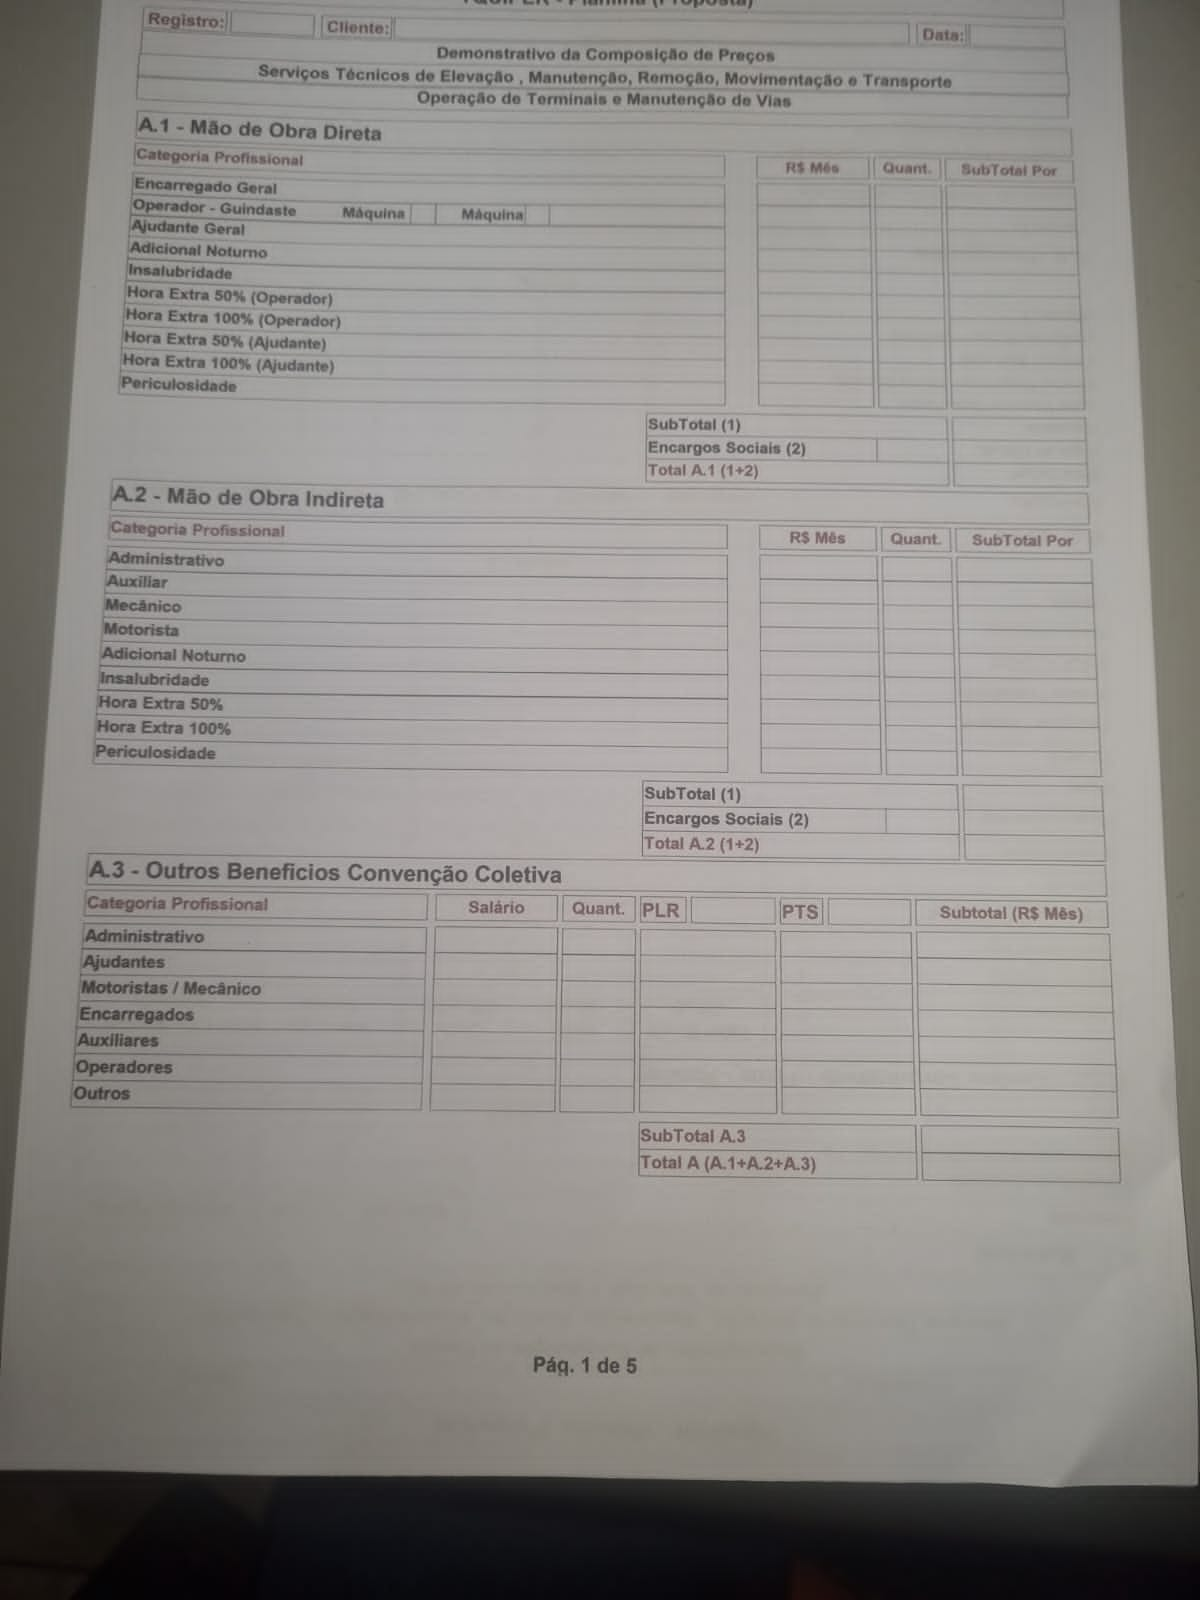 Planilha (Proposta)
Registro: Cliente: Data:
Demonstrativo da Composição de Preços
Serviços Técnicos de Elevação , Manutenção, Remoção, Movimentação e Transporte
Operação de Terminais e Manutenção de Vias
A.1 - Mão de Obra Direta
Categoria Profissional R$ Mês Quant. SubTotal Por
Encarregado Geral
Operador - Guindaste Máquina Máquina
Ajudante Geral
Adicional Noturno
Insalubridade
Hora Extra 50% (Operador)
Hora Extra 100% (Operador)
Hora Extra 50% (Ajudante)
Hora Extra 100% (Ajudante)
Periculosidade
SubTotal (1)
Encargos Sociais (2)
Total A.1 (1+2)
A.2 - Mão de Obra Indireta
Categoria Profissional R$ Mês Quant. SubTotal Por
Administrativo
Auxiliar
Mecânico
Motorista
Adicional Noturno
Insalubridade
Hora Extra 50%
Hora Extra 100%
Periculosidade
SubTotal (1)
Encargos Sociais (2)
Total A.2 (1+2)
A.3 - Outros Beneficios Convenção Coletiva
Categoria Profissional Salário Quant. PLR PTS Subtotal (R$ Mês)
Administrativo
Ajudantes
Motoristas / Mecânico
Encarregados
Auxiliares
Operadores
Outros
SubTotal A.3
Total A (A.1+A.2+A.3)
Pág. 1 de 5